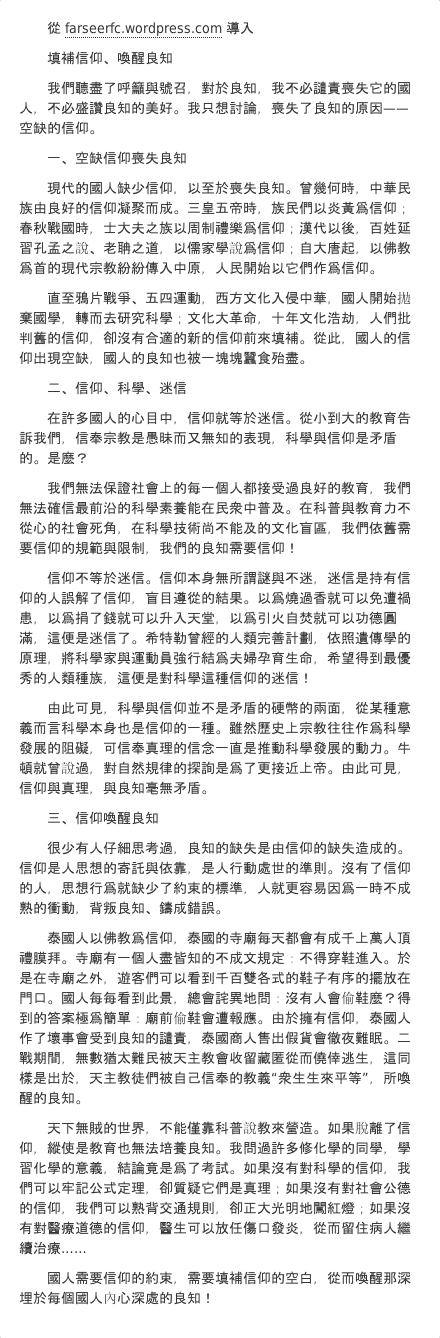 從 farseerfc.wordpress.com 導入
填補信仰、喚醒良知
我們聽盡了呼籲與號召，對於良知，我不必譴責喪失它的國
人，不必盛讚良知的美好。我只想討論，喪失了良知的原因——
空缺的信仰。
一、空缺信仰喪失良知
現代的國人缺少信仰，以至於喪失良知。曾幾何時，中華民
族由良好的信仰凝聚而成。三皇五帝時，族民們以炎黃爲信仰；
春秋戰國時，士大夫之族以周制禮樂爲信仰；漢代以後，百姓延
習孔孟之說、老聃之道，以儒家學說爲信仰；自大唐起，以佛教
爲首的現代宗教紛紛傳入中原，人民開始以它們作爲信仰。
直至鴉片戰爭、五四運動，西方文化入侵中華，國人開始拋
棄國學，轉而去研究科學；文化大革命，十年文化浩劫，人們批
判舊的信仰，卻沒有合適的新的信仰前來填補。從此，國人的信
仰出現空缺，國人的良知也被一塊塊蠶食殆盡。
二、信仰、科學、迷信
在許多國人的心目中，信仰就等於迷信。從小到大的教育告
訴我們，信奉宗教是愚昧而又無知的表現，科學與信仰是矛盾
的。是麼？
我們無法保證社會上的每一個人都接受過良好的教育，我們
無法確信最前沿的科學素養能在民衆中普及。在科普與教育力不
從心的社會死角，在科學技術尚不能及的文化盲區，我們依舊需
要信仰的規範與限制，我們的良知需要信仰！
信仰不等於迷信。信仰本身無所謂謎與不迷，迷信是持有信
仰的人誤解了信仰，盲目遵從的結果。以爲燒過香就可以免遭禍
患，以爲捐了錢就可以升入天堂，以爲引火自焚就可以功德圓
滿，這便是迷信了。希特勒曾經的人類完善計劃，依照遺傳學的
原理，將科學家與運動員強行結爲夫婦孕育生命，希望得到最優
秀的人類種族，這便是對科學這種信仰的迷信！
由此可見，科學與信仰並不是矛盾的硬幣的兩面，從某種意
義而言科學本身也是信仰的一種。雖然歷史上宗教往往作爲科學
發展的阻礙，可信奉真理的信念一直是推動科學發展的動力。牛
頓就曾說過，對自然規律的探詢是爲了更接近上帝。由此可見，
信仰與真理，與良知毫無矛盾。
三、信仰喚醒良知
很少有人仔細思考過，良知的缺失是由信仰的缺失造成的。
信仰是人思想的寄託與依靠，是人行動處世的準則。沒有了信仰
的人，思想行爲就缺少了約束的標準，人就更容易因爲一時不成
熟的衝動，背叛良知、鑄成錯誤。
泰國人以佛教爲信仰，泰國的寺廟每天都會有成千上萬人頂
禮膜拜。寺廟有一個人盡皆知的不成文規定：不得穿鞋進入。於
是在寺廟之外，遊客們可以看到千百雙各式的鞋子有序的擺放在
門口。國人每每看到此景，總會詫異地問：沒有人會偷鞋麼？得
到的答案極爲簡單：廟前偷鞋會遭報應。由於擁有信仰，泰國人
作了壞事會受到良知的譴責，泰國商人售出假貨會徹夜難眠。二
戰期間，無數猶太難民被天主教會收留藏匿從而僥倖逃生，這同
樣是出於，天主教徒們被自己信奉的教義“衆生生來平等”，所喚
醒的良知。
天下無賊的世界，不能僅靠科普說教來營造。如果脫離了信
仰，縱使是教育也無法培養良知。我問過許多修化學的同學，學
習化學的意義，結論竟是爲了考試。如果沒有對科學的信仰，我
們可以牢記公式定理，卻質疑它們是真理；如果沒有對社會公德
的信仰，我們可以熟背交通規則，卻正大光明地闖紅燈；如果沒
有對醫療道德的信仰，醫生可以放任傷口發炎，從而留住病人繼
續治療……
國人需要信仰的約束，需要填補信仰的空白，從而喚醒那深
埋於每個國人內心深處的良知！